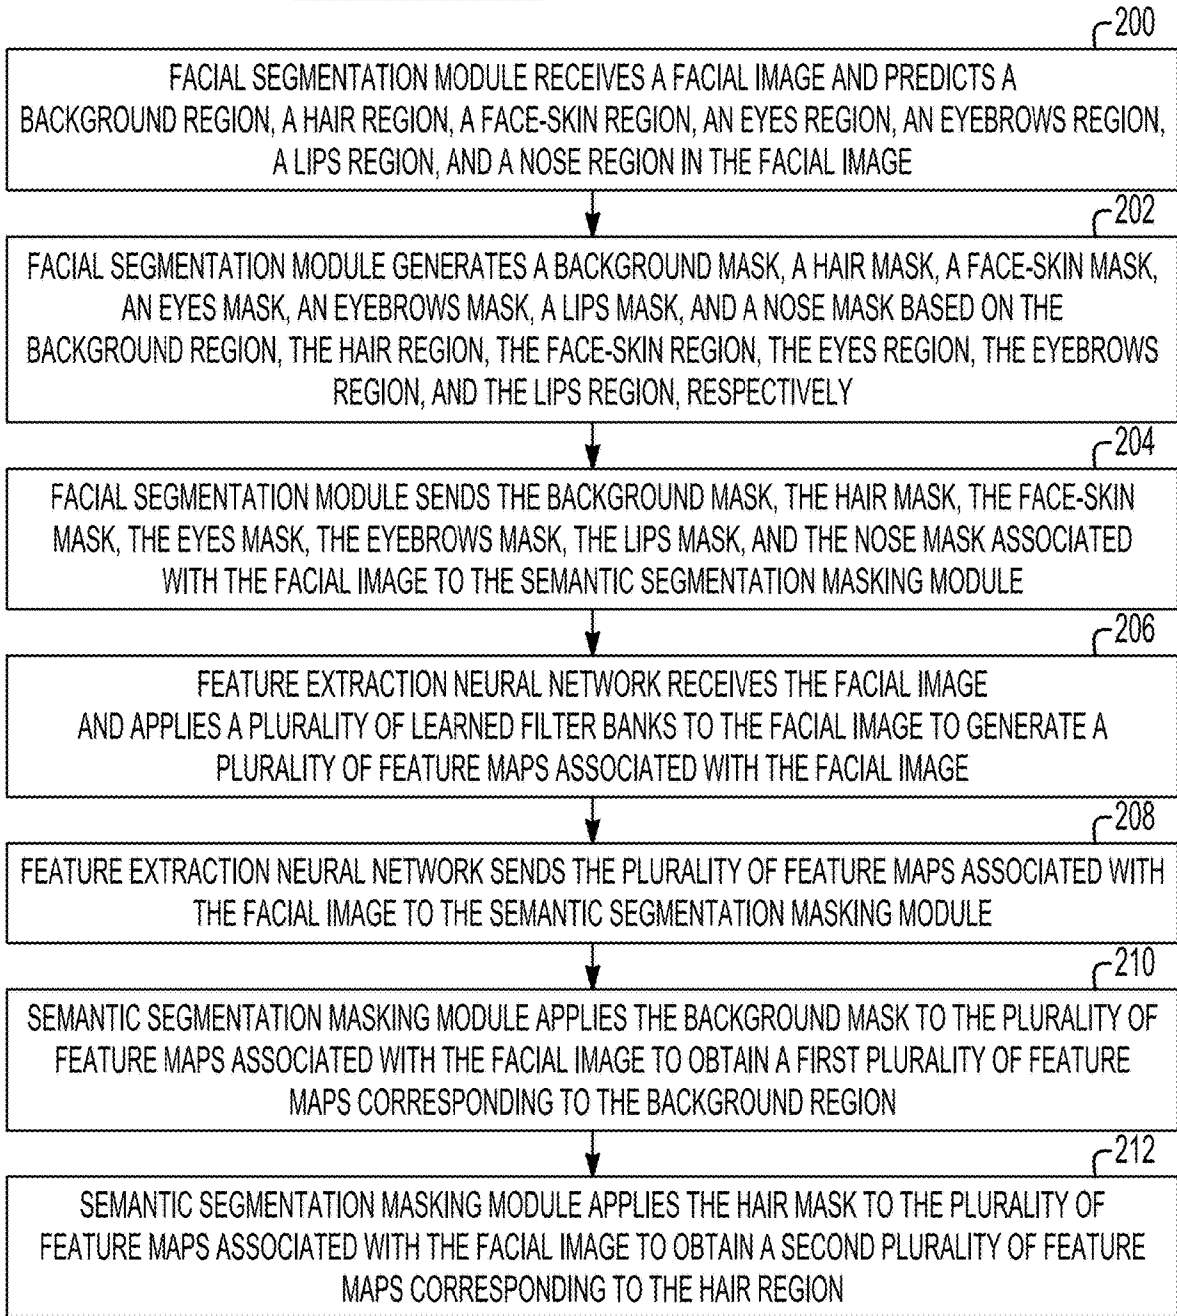 200
FACIAL SEGMENTATION MODULE RECEIVES A FACIAL IMAGE AND PREDICTS A
BACKGROUND REGION, A HAIR REGION, A FACE-SKIN REGION, AN EYES REGION, AN EYEBROWS REGION,
A LIPS REGION, AND A NOSE REGION IN THE FACIAL IMAGE
202
FACIAL SEGMENTATION MODULE GENERATES A BACKGROUND MASK, A HAIR MASK, A FACE-SKIN MASK,
AN EYES MASK, AN EYEBROWS MASK, A LIPS MASK, AND A NOSE MASK BASED ON THE
BACKGROUND REGION, THE HAIR REGION, THE FACE-SKIN REGION, THE EYES REGION, THE EYEBROWS
REGION, AND THE LIPS REGION, RESPECTIVELY
204
FACIAL SEGMENTATION MODULE SENDS THE BACKGROUND MASK, THE HAIR MASK, THE FACE-SKIN
MASK, THE EYES MASK, THE EYEBROWS MASK, THE LIPS MASK, AND THE NOSE MASK ASSOCIATED
WITH THE FACIAL IMAGE TO THE SEMANTIC SEGMENTATION MASKING MODULE
206
FEATURE EXTRACTION NEURAL NETWORK RECEIVES THE FACIAL IMAGE
AND APPLIES A PLURALITY OF LEARNED FILTER BANKS TO THE FACIAL IMAGE TO GENERATE A
PLURALITY OF FEATURE MAPS ASSOCIATED WITH THE FACIAL IMAGE
208
FEATURE EXTRACTION NEURAL NETWORK SENDS THE PLURALITY OF FEATURE MAPS ASSOCIATED WITH
THE FACIAL IMAGE TO THE SEMANTIC SEGMENTATION MASKING MODULE
210
SEMANTIC SEGMENTATION MASKING MODULE APPLIES THE BACKGROUND MASK TO THE PLURALITY OF
FEATURE MAPS ASSOCIATED WITH THE FACIAL IMAGE TO OBTAIN A FIRST PLURALITY OF FEATURE
MAPS CORRESPONDING TO THE BACKGROUND REGION
212
SEMANTIC SEGMENTATION MASKING MODULE APPLIES THE HAIR MASK TO THE PLURALITY OF
FEATURE MAPS ASSOCIATED WITH THE FACIAL IMAGE TO OBTAIN A SECOND PLURALITY OF FEATURE
MAPS CORRESPONDING TO THE HAIR REGION